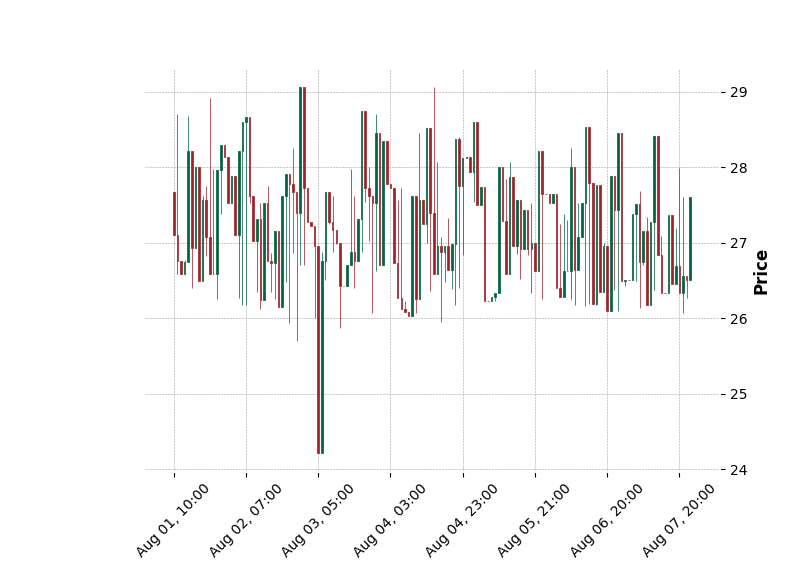 29
28
27
26
25
24
Price
Aug 01, 10:00
Aug 02, 07:00
Aug 03, 05:00
Aug 04, 03:00
Aug 04, 23:00
Aug 05, 21:00
Aug 06, 20:00
Aug 07, 20:00